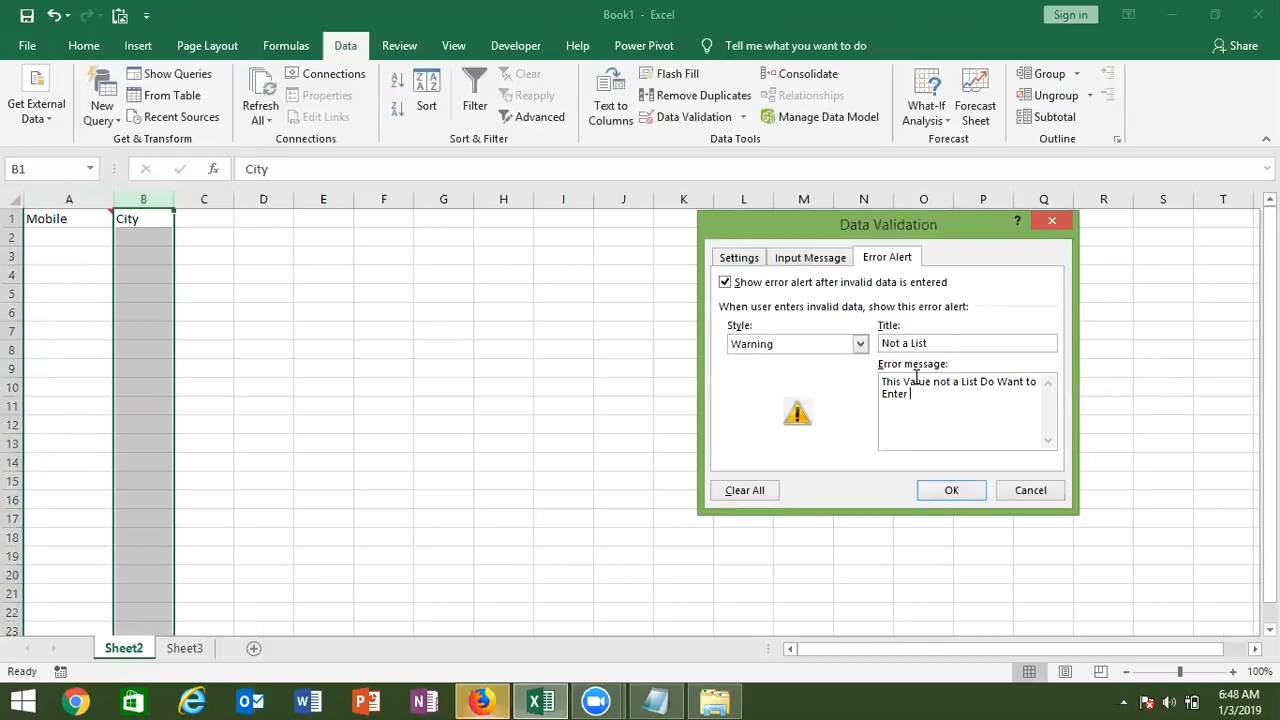 Book1 - Excel
Sign in
File Home Insert Page Layout Formulas Data Review View Developer Help Power Pivot Tell me what you want to do Share
Get External Data
New Query
Show Queries
From Table
Recent Sources
Get & Transform
Refresh All
Connections
Properties
Edit Links
Connections
Sort
Filter
Clear
Reapply
Advanced
Sort & Filter
Text to Columns
Flash Fill
Remove Duplicates
Data Validation
Consolidate
Relationships
Manage Data Model
Data Tools
What-If Analysis
Forecast Sheet
Forecast
Group
Ungroup
Subtotal
Outline
B1
fx
City
A B C D E F G H I J K L M N O P Q R S T
1 Mobile City
2
3
4
5
6
7
8
9
10
11
12
13
14
15
16
17
18
19
20
21
22
23
Data Validation
?
Settings Input Message Error Alert
Show error alert after invalid data is entered
When user enters invalid data, show this error alert:
Style:
Warning
Title:
Not a List
Error message:
This Value not a List Do Want to
Enter
Clear All OK Cancel
Sheet2 Sheet3
Ready
100%
6:48 AM
1/3/2019